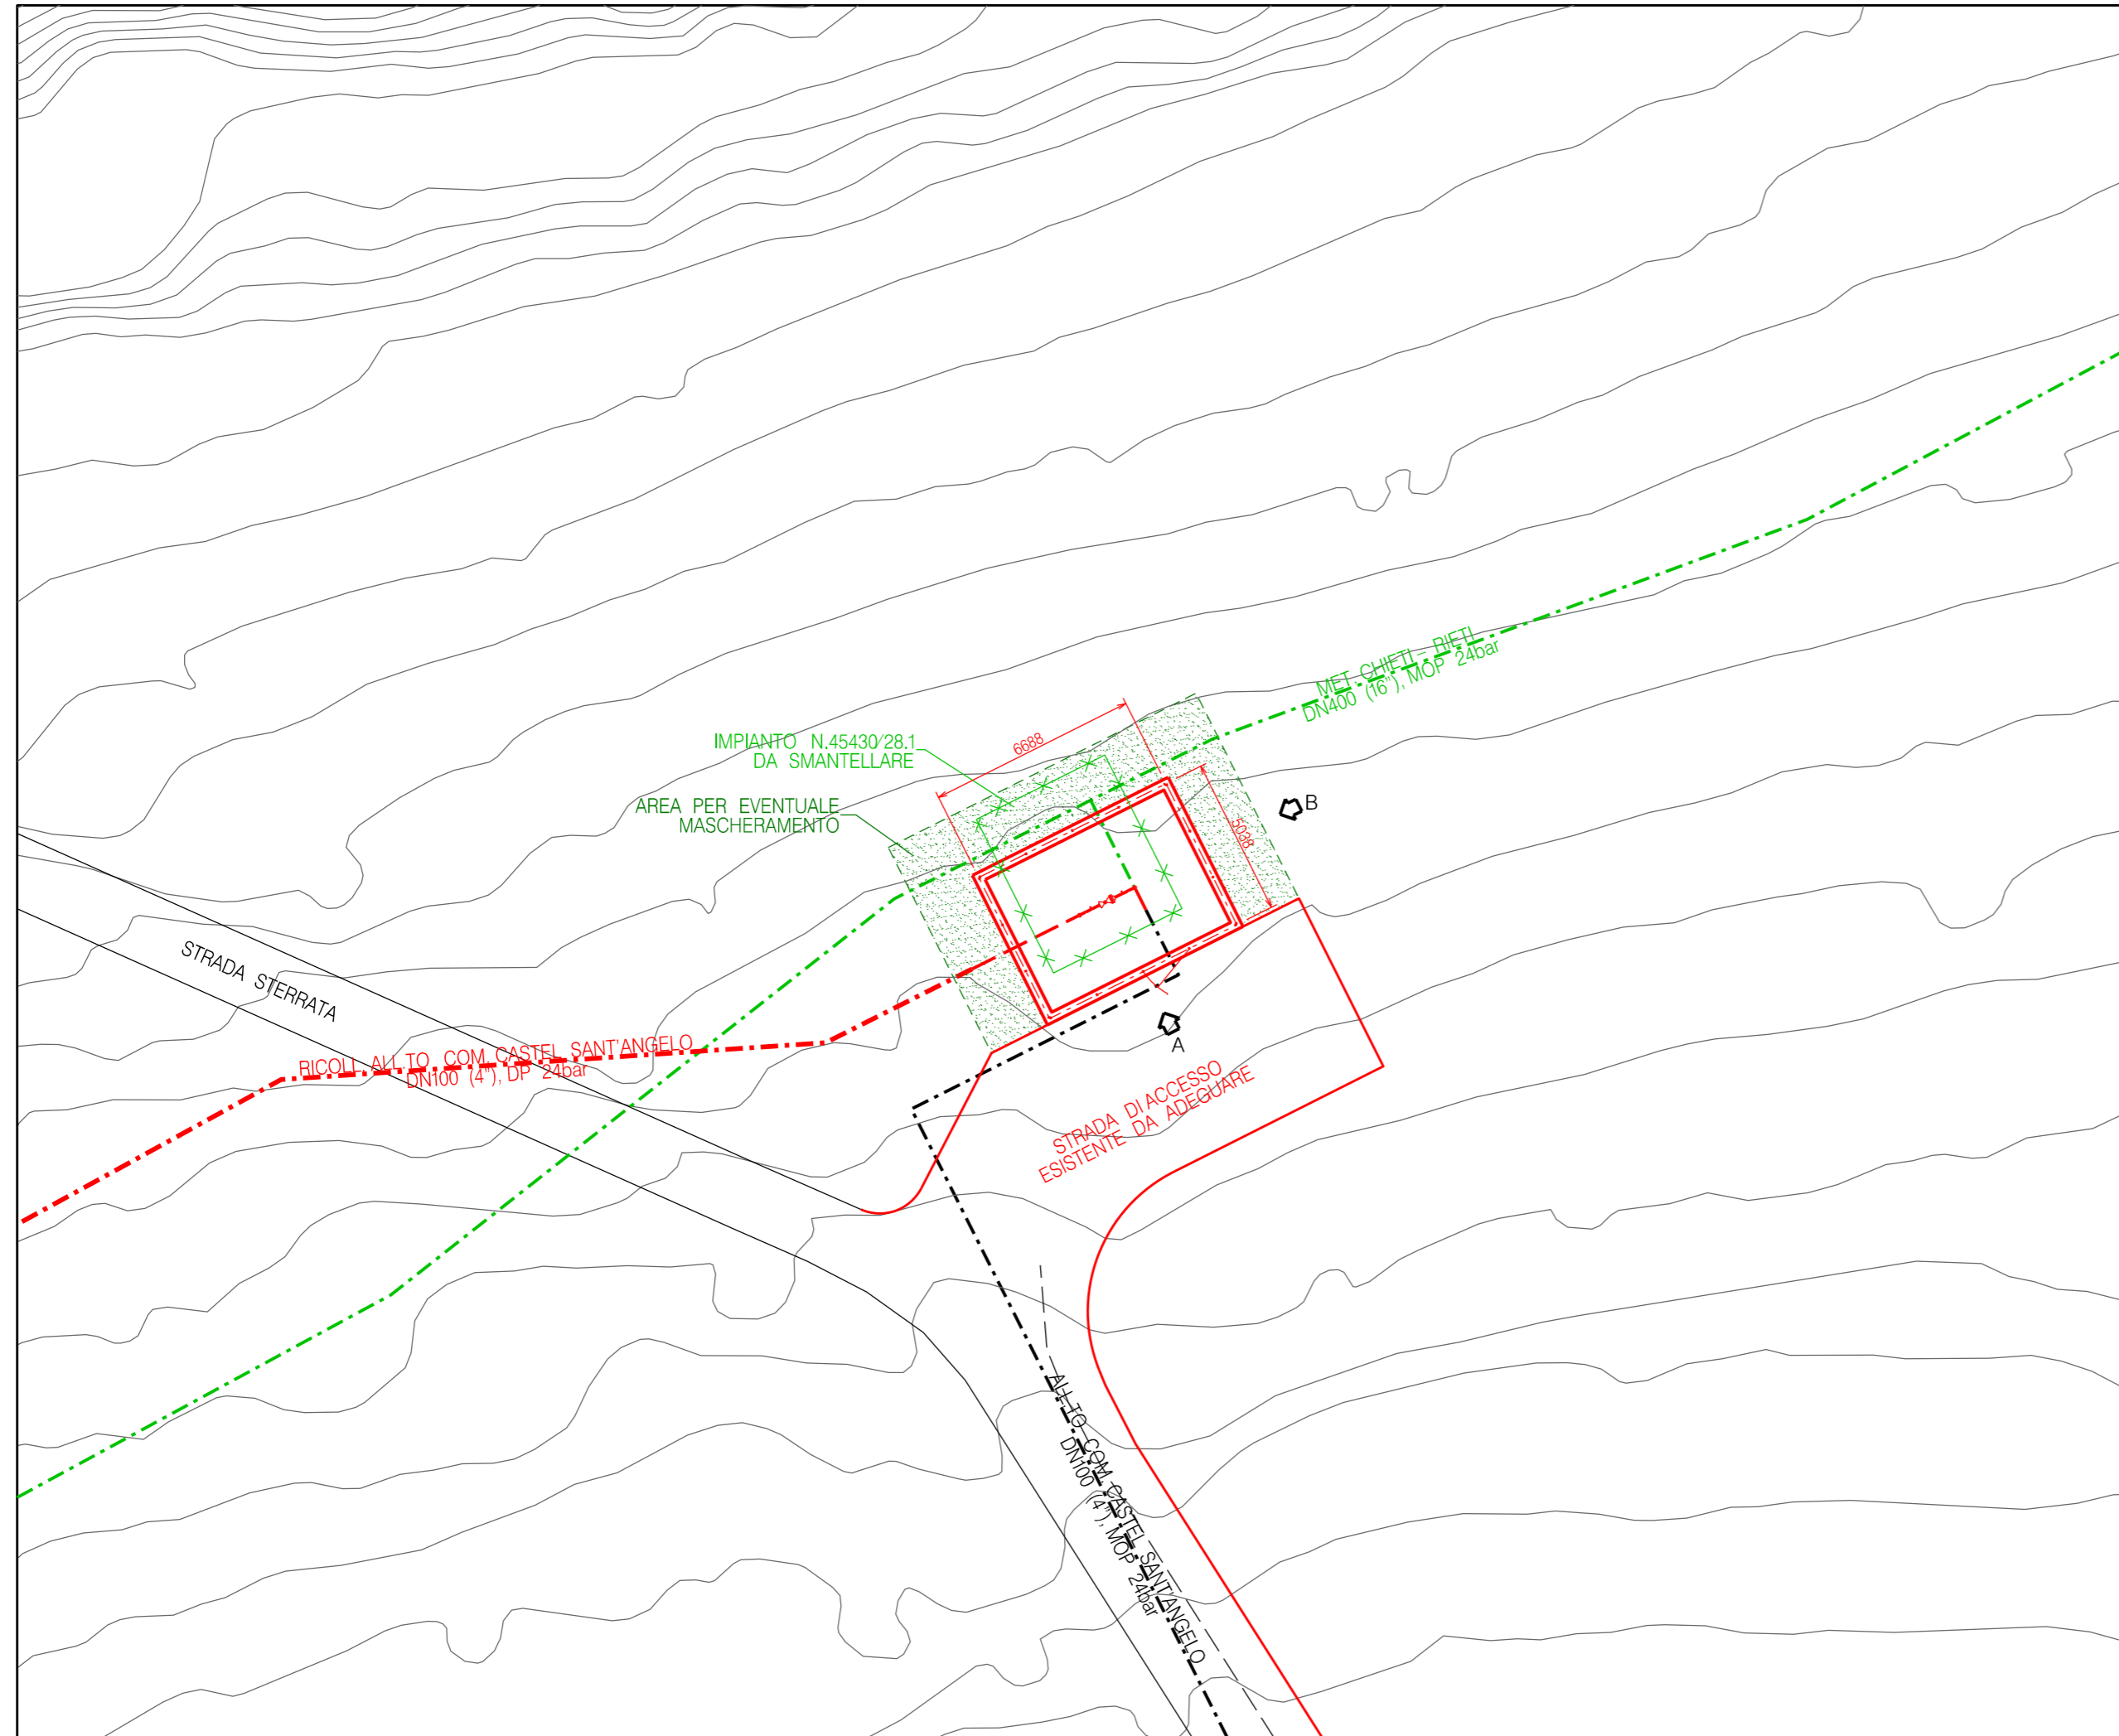 MET. CHIETI - RIETI
DN400 (16"), MOP 24bar
IMPIANTO N.45430/28.1
DA SMANTELLARE
6688
AREA PER EVENTUALE
MASCHERAMENTO
B
5038
STRADA STERRATA
RICOLL. ALL.TO COM. CASTEL SANT'ANGELO
DN100 (4"), DP 24bar
A
STRADA DI ACCESSO
ESISTENTE DA ADEGUARE
ALL.TO COM. CASTEL SANT'ANGELO
DN100 (4"), MOP 24bar